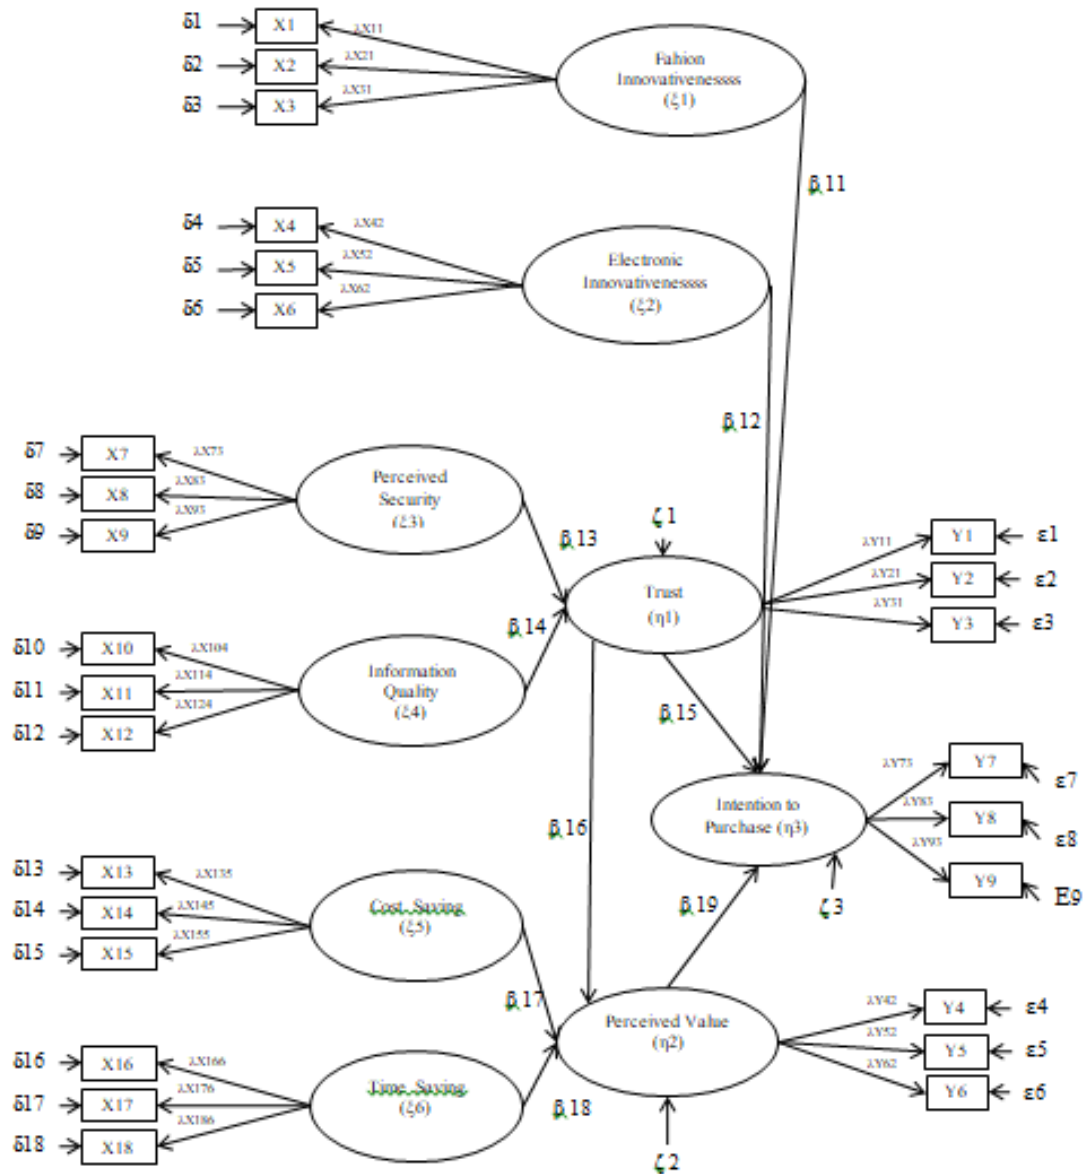 δ1
X1
λX11
δ2
X2
λX21
δ3
X3
λX31
Fahion
Innovativenessss
(ξ1)
β11
δ4
X4
λX42
δ5
X5
λX52
δ6
X6
λX62
Electronic
Innovativenessss
(ξ2)
β12
δ7
X7
λX73
δ8
X8
λX83
δ9
X9
λX93
Perceived
Security
(ξ3)
β13
ζ1
Trust
(η1)
λY11
Y1
ε1
λY21
Y2
ε2
λY31
Y3
ε3
β14
δ10
X10
λX104
δ11
X11
λX114
δ12
X12
λX124
Information
Quality
(ξ4)
β15
Intention to
Purchase (η3)
λY73
Y7
ε7
λY83
Y8
ε8
λY93
Y9
E9
ζ3
β16
β19
δ13
X13
λX135
δ14
X14
λX145
δ15
X15
λX155
Cost Saving
(ξ5)
β17
Perceived Value
(η2)
λY42
Y4
ε4
λY52
Y5
ε5
λY62
Y6
ε6
δ16
X16
λX166
δ17
X17
λX176
δ18
X18
λX186
Time Saving
(ξ6)
β18
ζ2